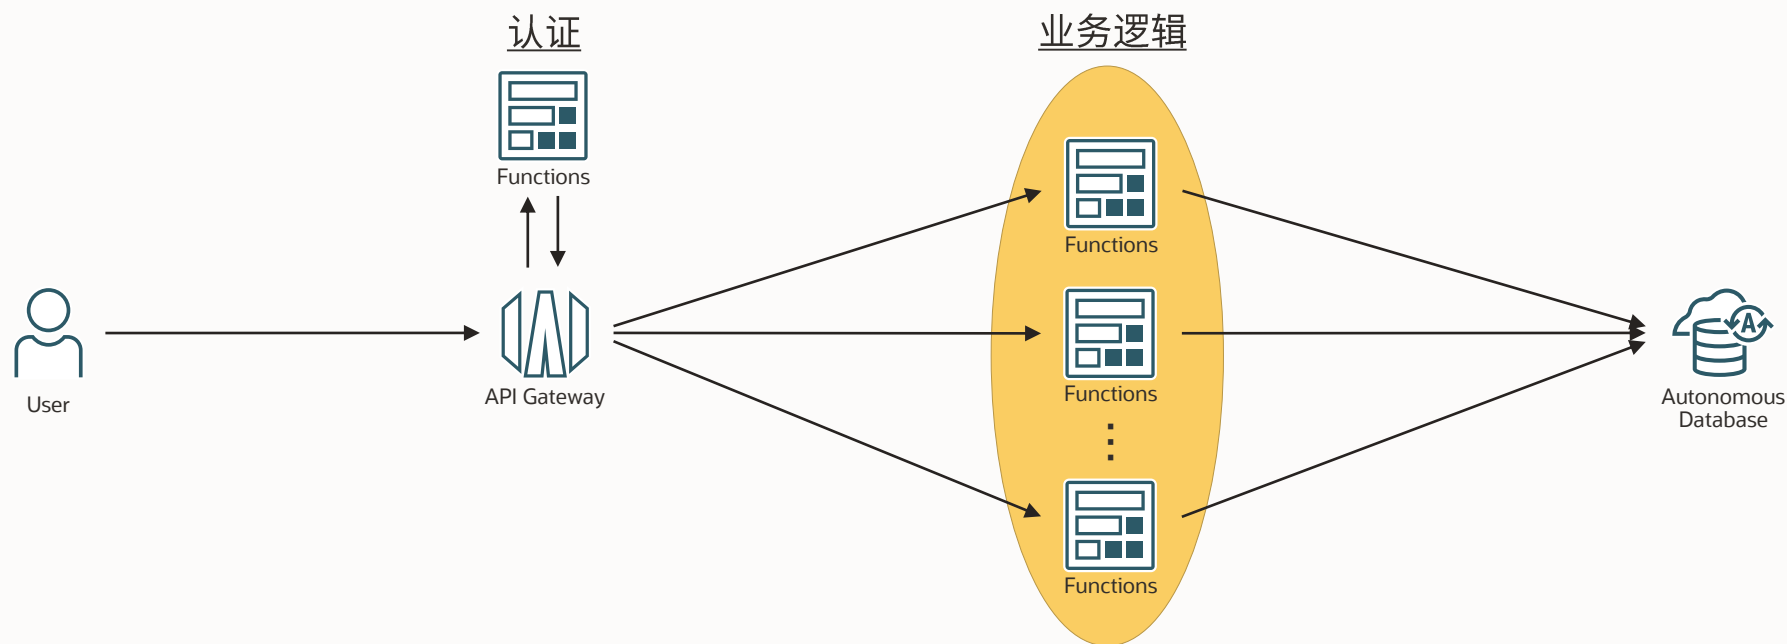 认证
业务逻辑
Functions
Functions
User
API Gateway
Functions
Autonomous
Database
Functions